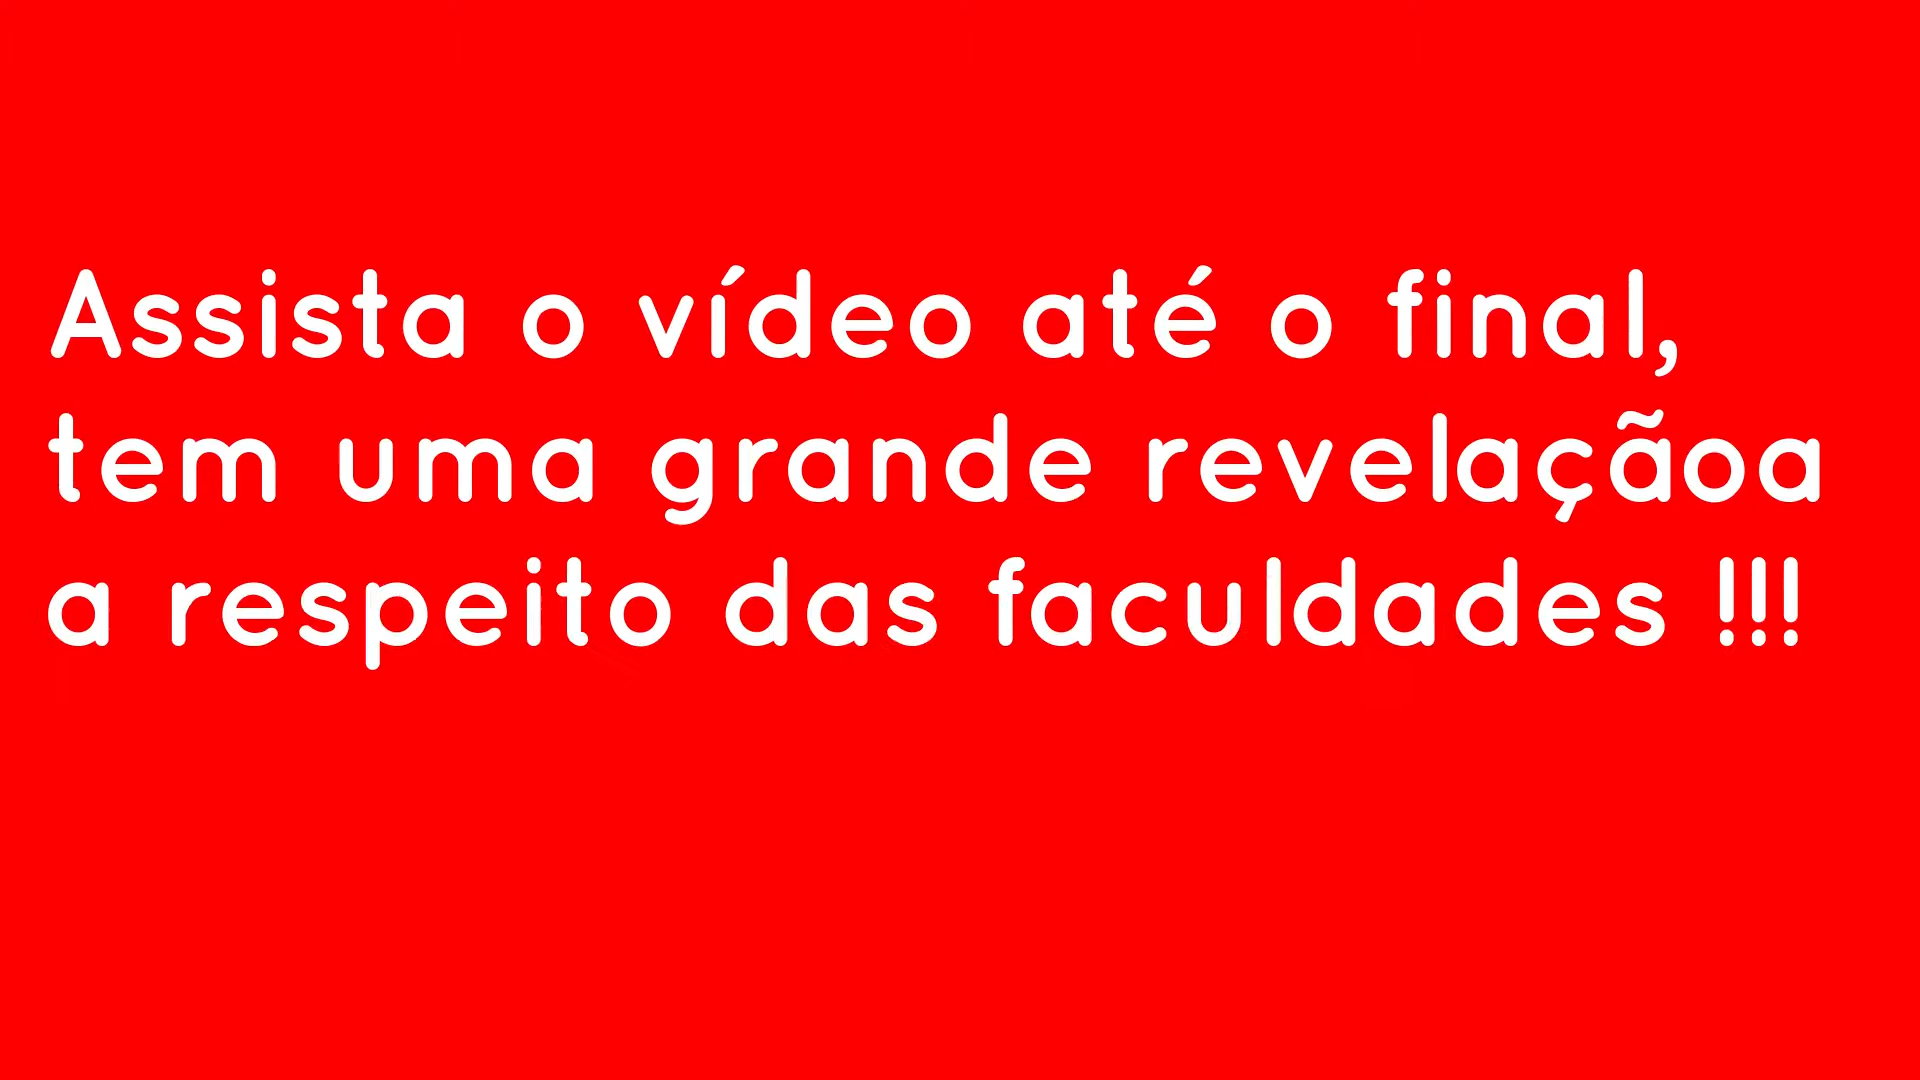 Assista o vídeo até o final,
tem uma grande revelaçãoa
a respeito das faculdades !!!